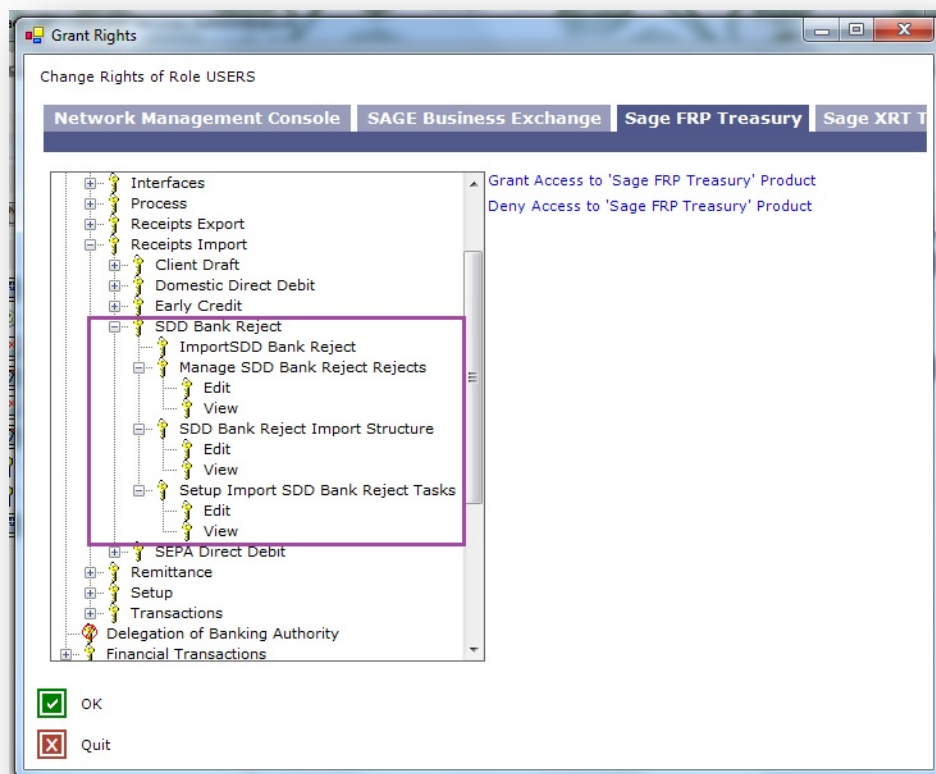 Grant Rights
Change Rights of Role USERS
Network Management Console SAGE Business Exchange Sage FRP Treasury Sage XRT T
Interfaces
Process
Receipts Export
Receipts Import
Client Draft
Domestic Direct Debit
Early Credit
SDD Bank Reject
ImportSDD Bank Reject
Manage SDD Bank Reject Rejects
Edit
View
SDD Bank Reject Import Structure
Edit
View
Setup Import SDD Bank Reject Tasks
Edit
View
SEPA Direct Debit
Remittance
Setup
Transactions
Delegation of Banking Authority
Financial Transactions
Grant Access to 'Sage FRP Treasury' Product
Deny Access to 'Sage FRP Treasury' Product
OK
Quit